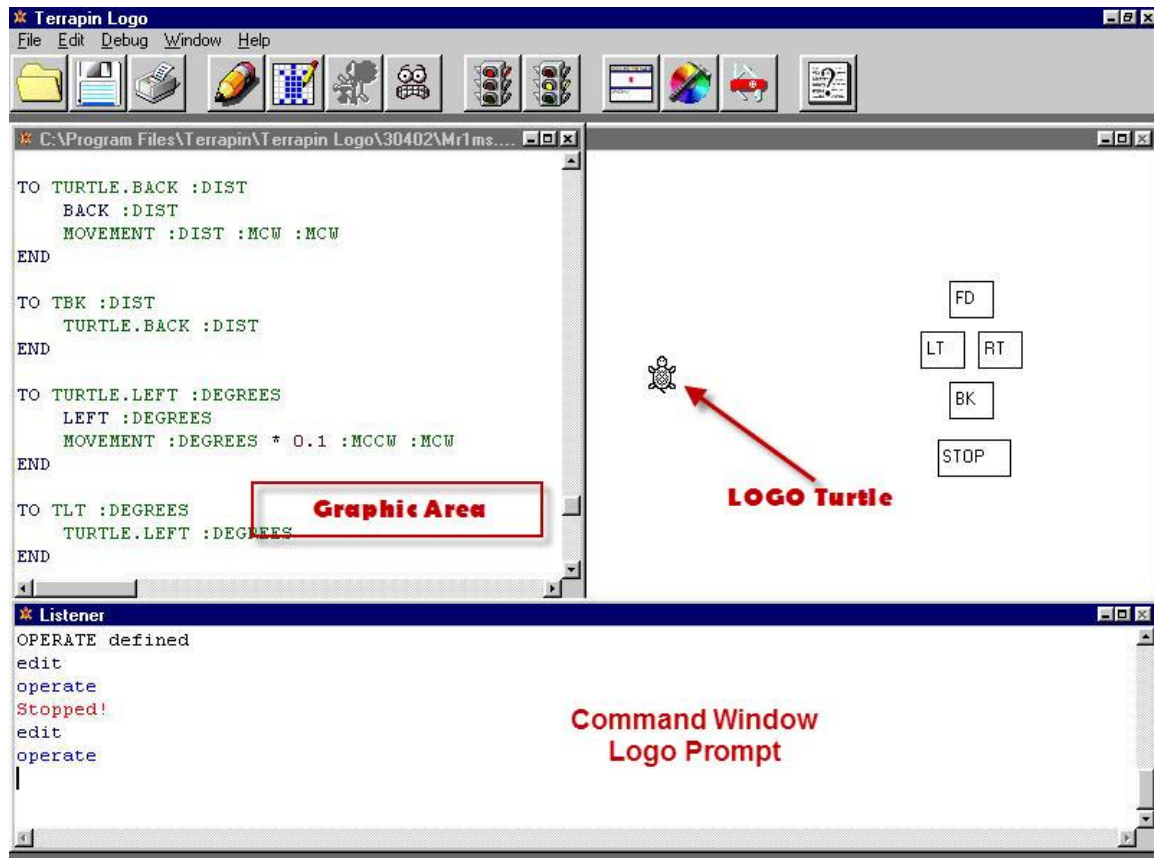 Terrapin Logo
File Edit Debug Window Help
C:\Program Files\Terrapin\Terrapin Logo\30402\Mr1ms....
TO TURTLE.BACK :DIST
BACK :DIST
MOVEMENT :DIST :MCW :MCW
END
TO TBK :DIST
TURTLE.BACK :DIST
END
TO TURTLE.LEFT :DEGREES
LEFT :DEGREES
MOVEMENT :DEGREES * 0.1 :MCCW :MCW
END
TO TLT :DEGREES
TURTLE.LEFT :DEGREES
END
Graphic Area
FD
LT RT
BK
STOP
LOGO Turtle
Listener
OPERATE defined
edit
operate
Stopped!
edit
operate
Command Window
Logo Prompt